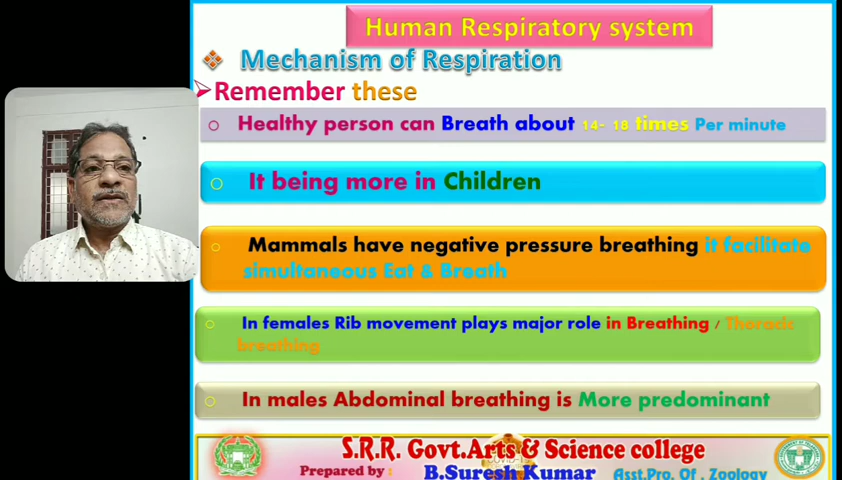 Human Respiratory system
Mechanism of Respiration
Remember these
Healthy person can Breath about 14- 18 times Per minute
It being more in Children
Mammals have negative pressure breathing it facilitate
simultaneous Eat & Breath
In females Rib movement plays major role in Breathing / Thoracic
breathing
In males Abdominal breathing is More predominant
S.R.R. Govt.Arts & Science college
Prepared by : B.Suresh Kumar Asst.Pro. Of . Zoology